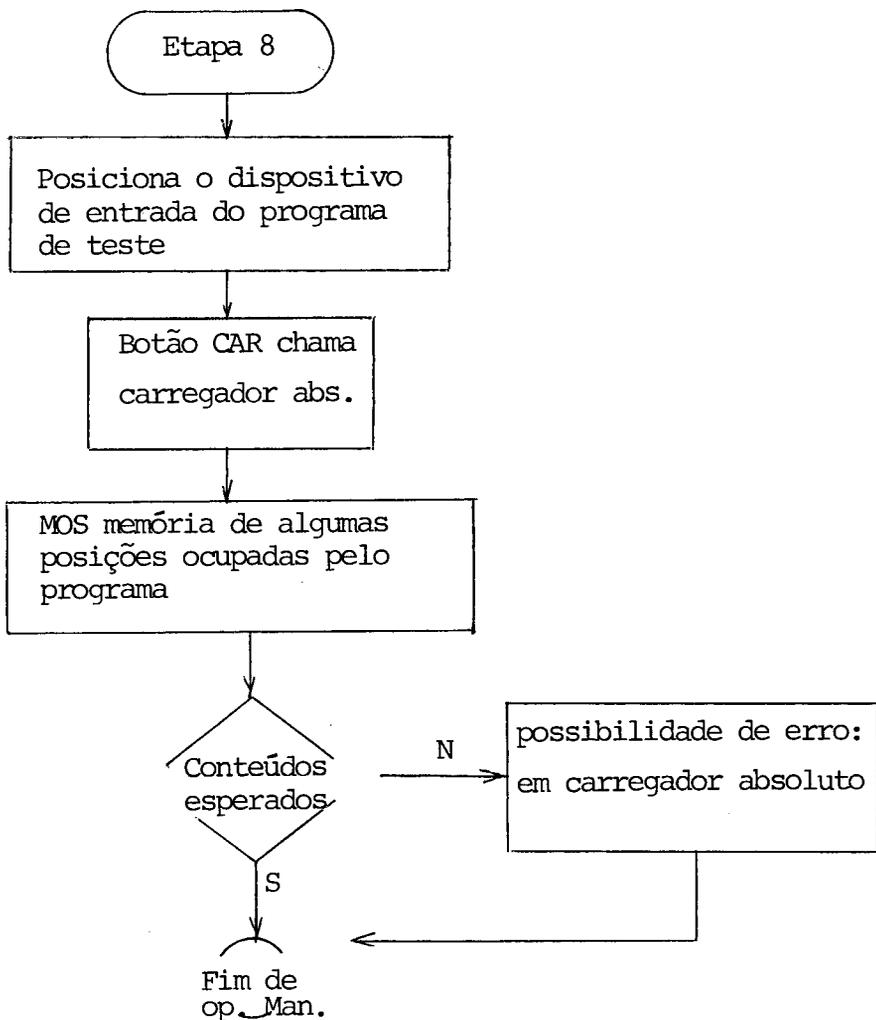 Etapa 8
Posiciona o dispositivo
de entrada do programa
de teste
Botão CAR chama
carregador abs.
MOS memória de algumas
posições ocupadas pelo
programa
Conteúdos
esperados
N
possibilidade de erro:
em carregador absoluto
S
Fim de
op. Man.